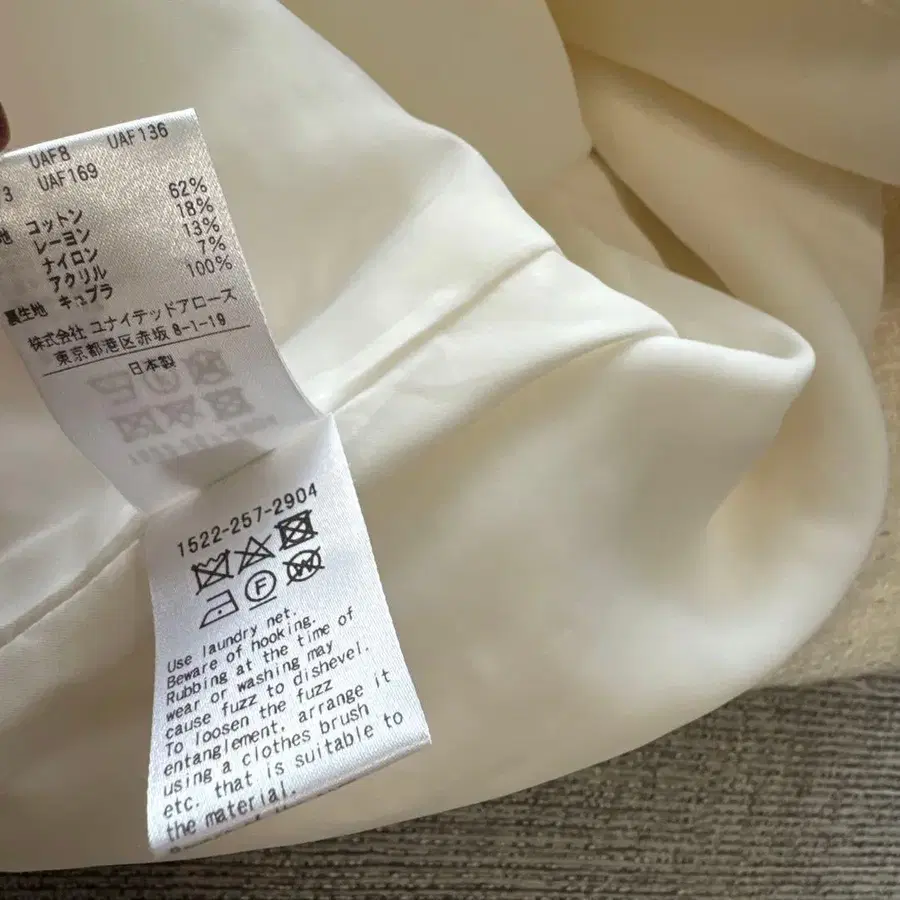 UAF8 UAF136
3 UAF169
地 コットン 62%
レーヨン 18%
ナイロン 13%
アクリル 7%
裏生地 キュプラ 100%
株式会社 ユナイテッドアローズ
東京都港区赤坂 8-1-19
日本製
1522-257-2904
F W
Use laundry net.
Beware of hooking.
Rubbing at the time of
wear or washing may
cause fuzz to dishevel.
To loosen the fuzz
entanglement, arrange it
using a clothes brush
etc. that is suitable to
the material.